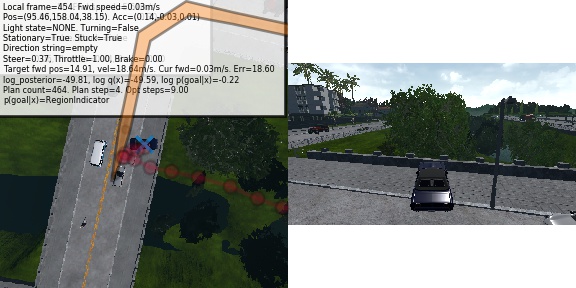 Local frame=454. Fwd speed=0.03m/s
Pos=(95.46,158.04,38.15). Acc=(0.14,-0.03,0.01)
Light state=NONE. Turning=False
Stationary=True. Stuck=True
Direction string=empty
Steer=0.37, Throttle=1.00, Brake=0.00
Target fwd pos=14.91, vel=18.64m/s. Cur fwd=0.03m/s. Err=18.60
log_posterior=-49.81, log q(x)=-49.59, log p(goal|x)=-0.22
Plan count=464. Plan step=4. Opt steps=9.00
p(goal|x)=RegionIndicator